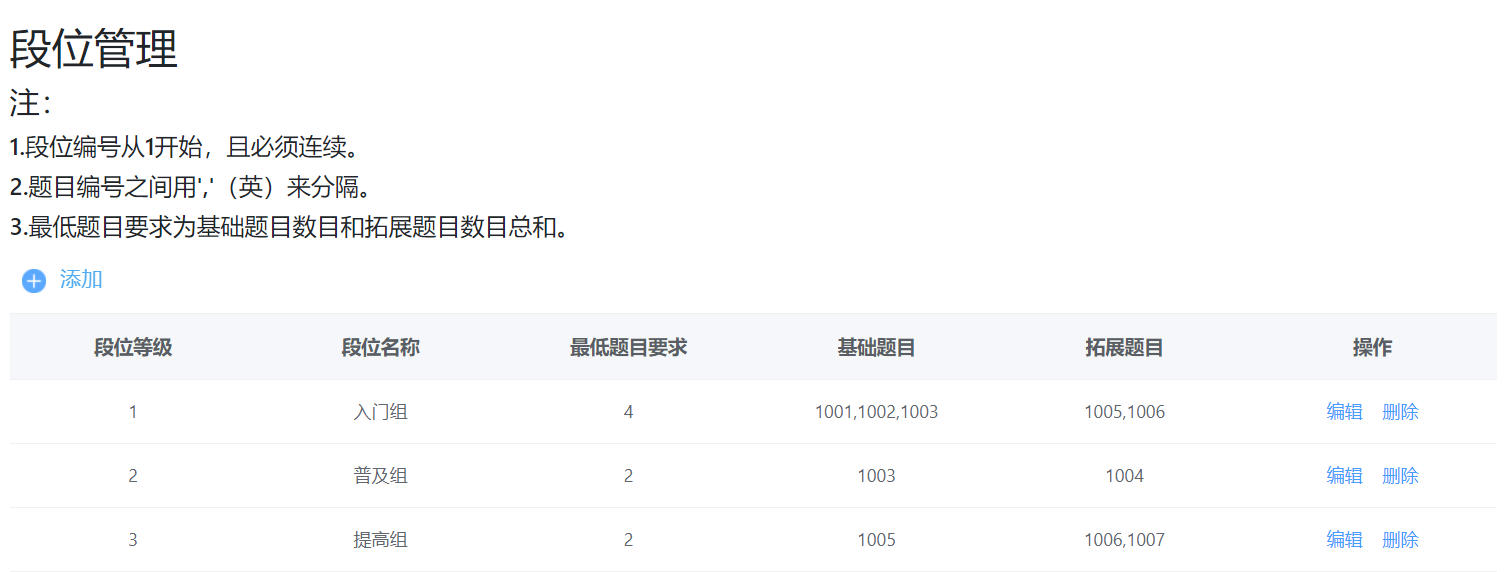 段位管理
注：
1.段位编号从1开始，且必须连续。
2.题目编号之间用','（英）来分隔。
3.最低题目要求为基础题目数目和拓展题目数目总和。
添加
段位等级 段位名称 最低题目要求 基础题目 拓展题目 操作
1 入门组 4 1001,1002,1003 1005,1006 编辑 删除
2 普及组 2 1003 1004 编辑 删除
3 提高组 2 1005 1006,1007 编辑 删除